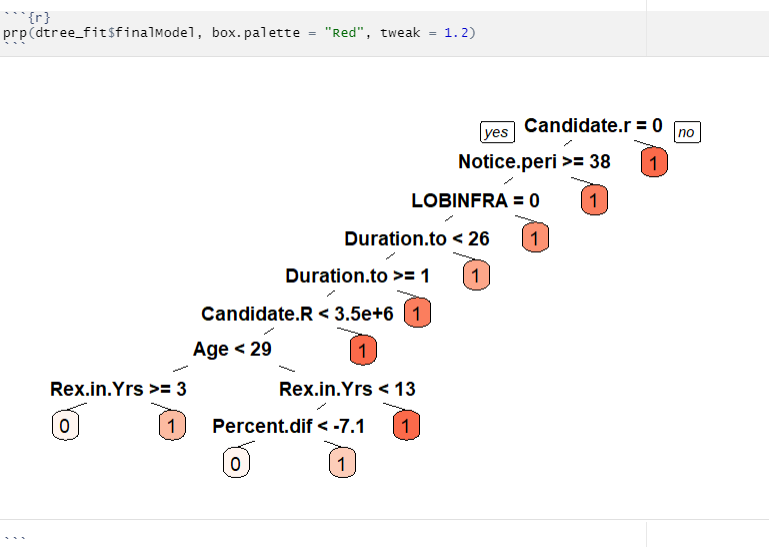 ```{r}
prp(dtree_fit$finalModel, box.palette = "Red", tweak = 1.2)
```
yes Candidate.r = 0 no
Notice.peri >= 38 1
LOBINFRA = 0 1
Duration.to < 26 1
Duration.to >= 1 1
Candidate.R < 3.5e+6 1
Age < 29 1
Rex.in.Yrs >= 3 Rex.in.Yrs < 13
0 1 Percent.dif < -7.1 1
0 1
```